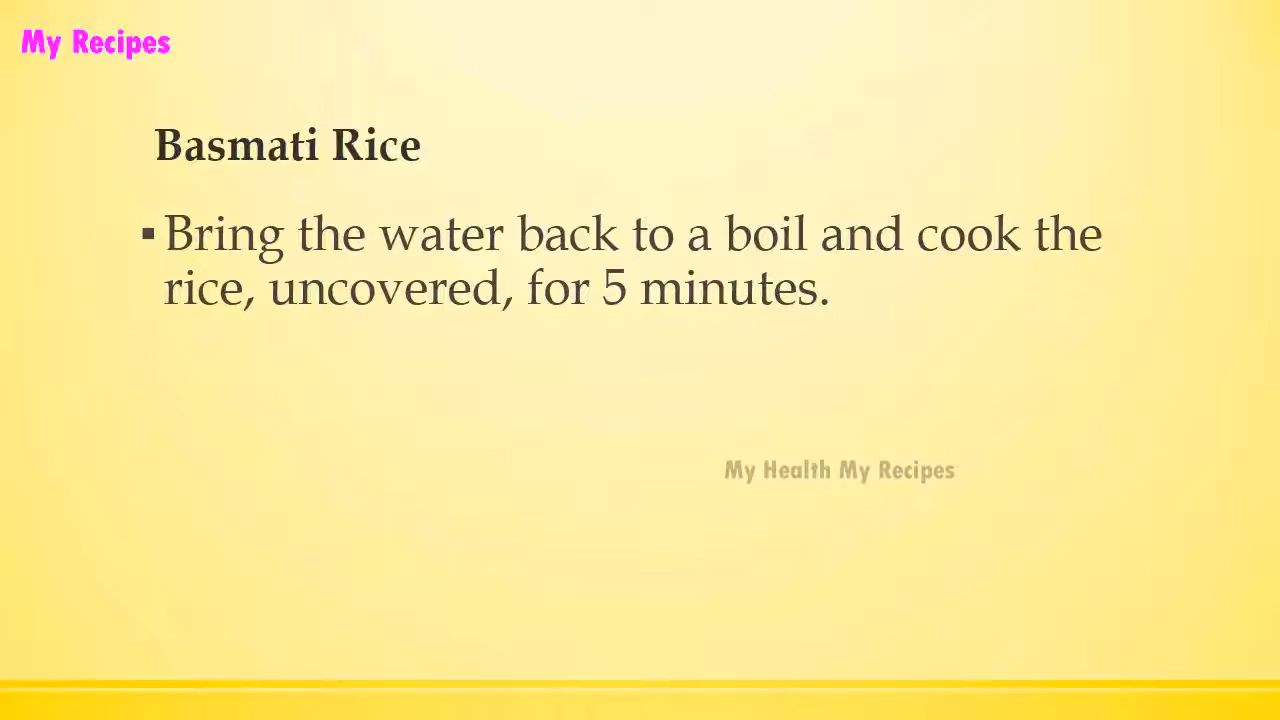 My Recipes
Basmati Rice
▪ Bring the water back to a boil and cook the
rice, uncovered, for 5 minutes.
My Health My Recipes